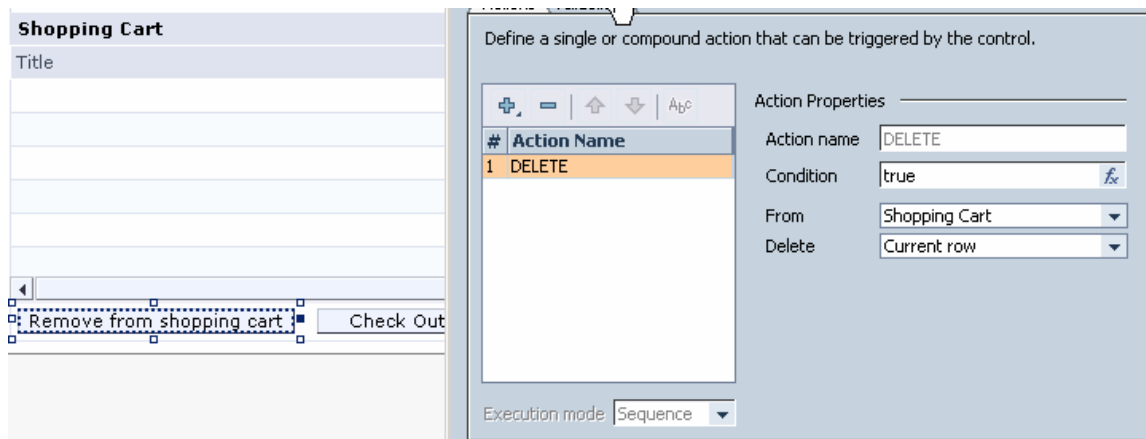 Shopping Cart
Title
Remove from shopping cart
Check Out
Define a single or compound action that can be triggered by the control.
Abc
# Action Name
1 DELETE
Execution mode Sequence
Action Properties
Action name DELETE
Condition true fx
From Shopping Cart
Delete Current row